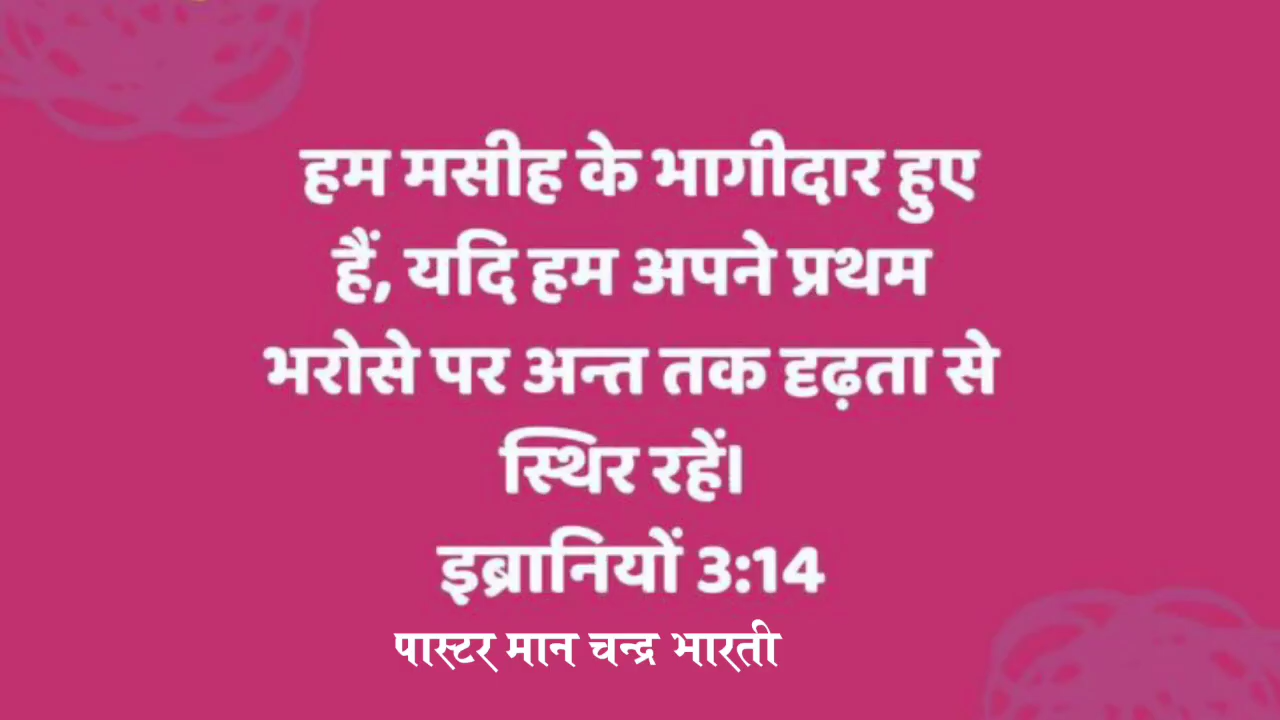 हम मसीह के भागीदार हुए
हैं, यदि हम अपने प्रथम
भरोसे पर अन्त तक दृढ़ता से
स्थिर रहें।
इब्रानियों 3:14
पास्टर मान चन्द्र भारती